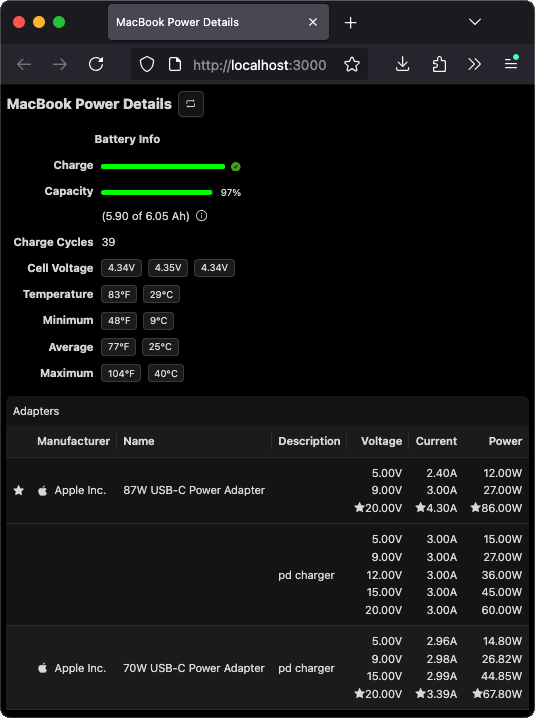 MacBook Power Details
http://localhost:3000
MacBook Power Details
Battery Info
Charge
Capacity 97%
(5.90 of 6.05 Ah)
Charge Cycles 39
Cell Voltage 4.34V 4.35V 4.34V
Temperature 83°F 29°C
Minimum 48°F 9°C
Average 77°F 25°C
Maximum 104°F 40°C
Adapters
Manufacturer Name Description Voltage Current Power
5.00V 2.40A 12.00W
Apple Inc. 87W USB-C Power Adapter 9.00V 3.00A 27.00W
★20.00V ★4.30A ★86.00W
5.00V 3.00A 15.00W
9.00V 3.00A 27.00W
pd charger 12.00V 3.00A 36.00W
15.00V 3.00A 45.00W
20.00V 3.00A 60.00W
5.00V 2.96A 14.80W
9.00V 2.98A 26.82W
Apple Inc. 70W USB-C Power Adapter pd charger 15.00V 2.99A 44.85W
★20.00V ★3.39A ★67.80W